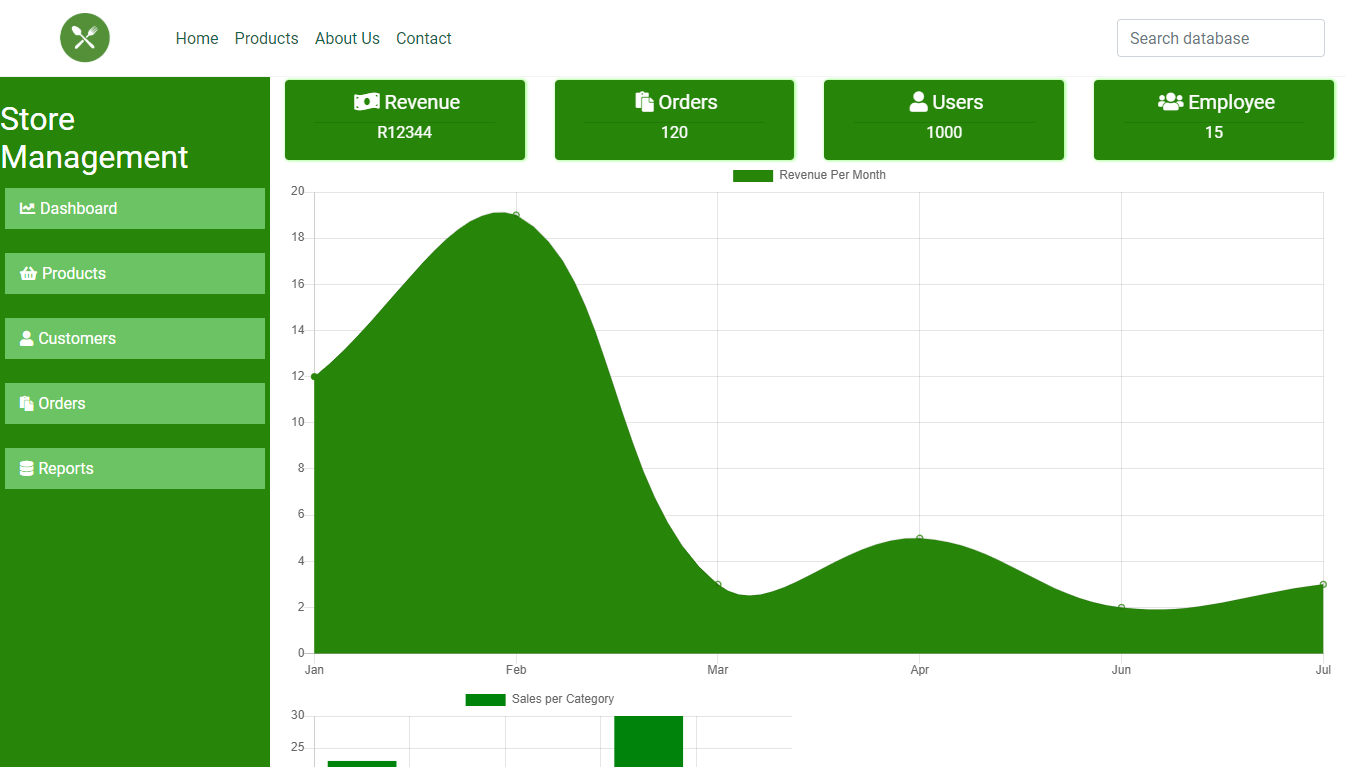 Home Products About Us Contact
Search database
Store
Management
Dashboard
Products
Customers
Orders
Reports
Revenue
R12344
Orders
120
Users
1000
Employee
15
Revenue Per Month
20
18
16
14
12
10
8
6
4
2
0
Jan Feb Mar Apr Jun Jul
Sales per Category
30
25